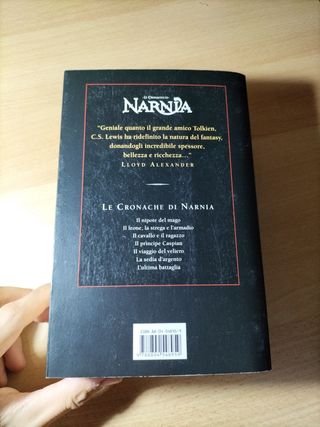 LE CRONACHE DI
NARNIA
"Geniale quanto il grande amico Tolkien,
C.S. Lewis ha ridefinito la natura del fantasy,
donandogli incredibile spessore,
bellezza e ricchezza..."
LLOYD ALEXANDER
LE CRONACHE DI NARNIA
Il nipote del mago
Il leone, la strega e l'armadio
Il cavallo e il ragazzo
Il principe Caspian
Il viaggio del veliero
La sedia d'argento
L'ultima battaglia